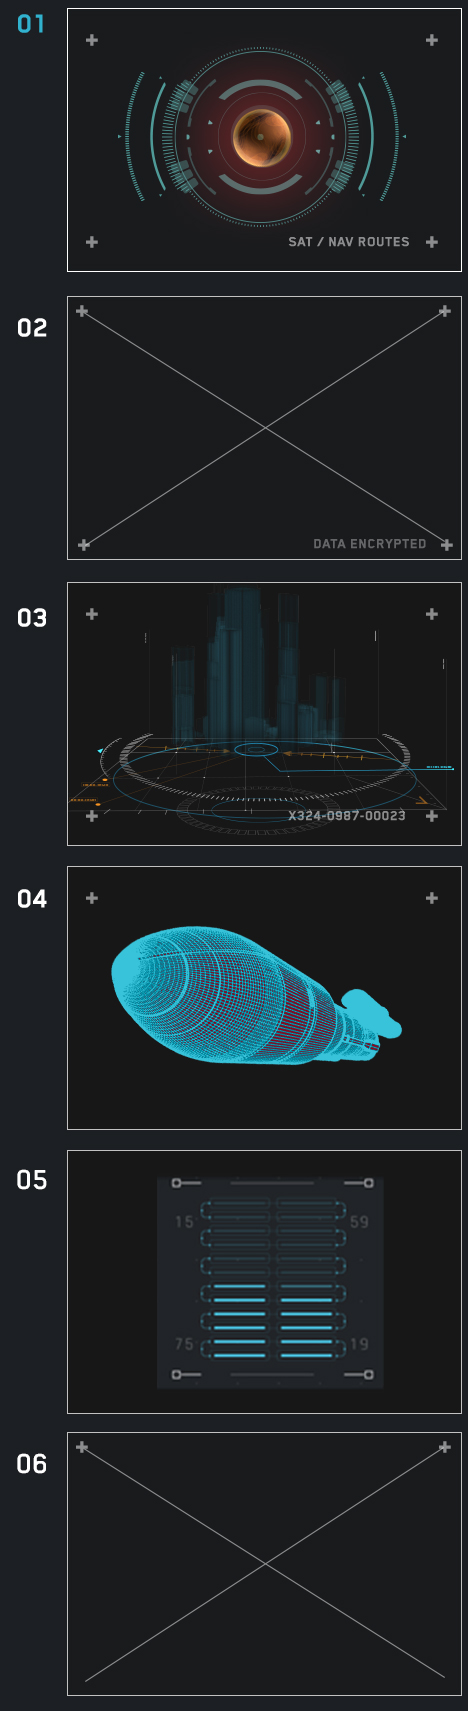 01
SAT / NAV ROUTES
02
DATA ENCRYPTED
03
X324-0987-00023
04
05
15 59
75 19
06